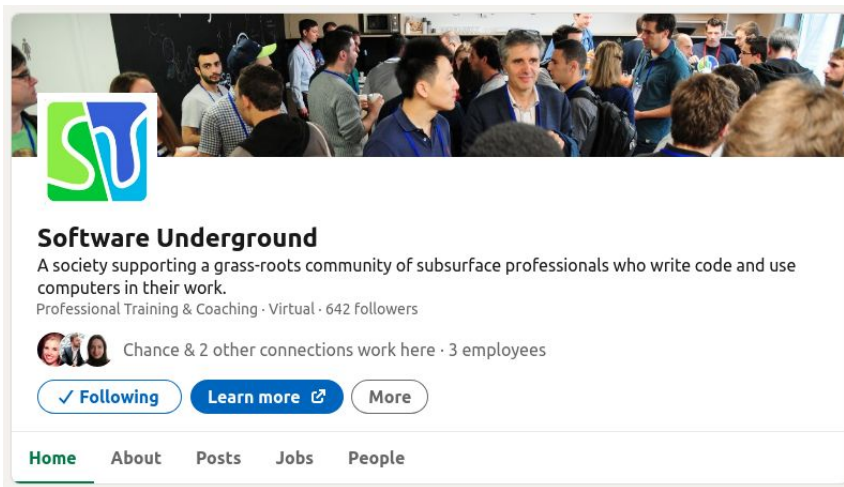 Software Underground
A society supporting a grass-roots community of subsurface professionals who write code and use
computers in their work.
Professional Training & Coaching · Virtual · 642 followers
Chance & 2 other connections work here · 3 employees
✓ Following
Learn more
More
Home About Posts Jobs People